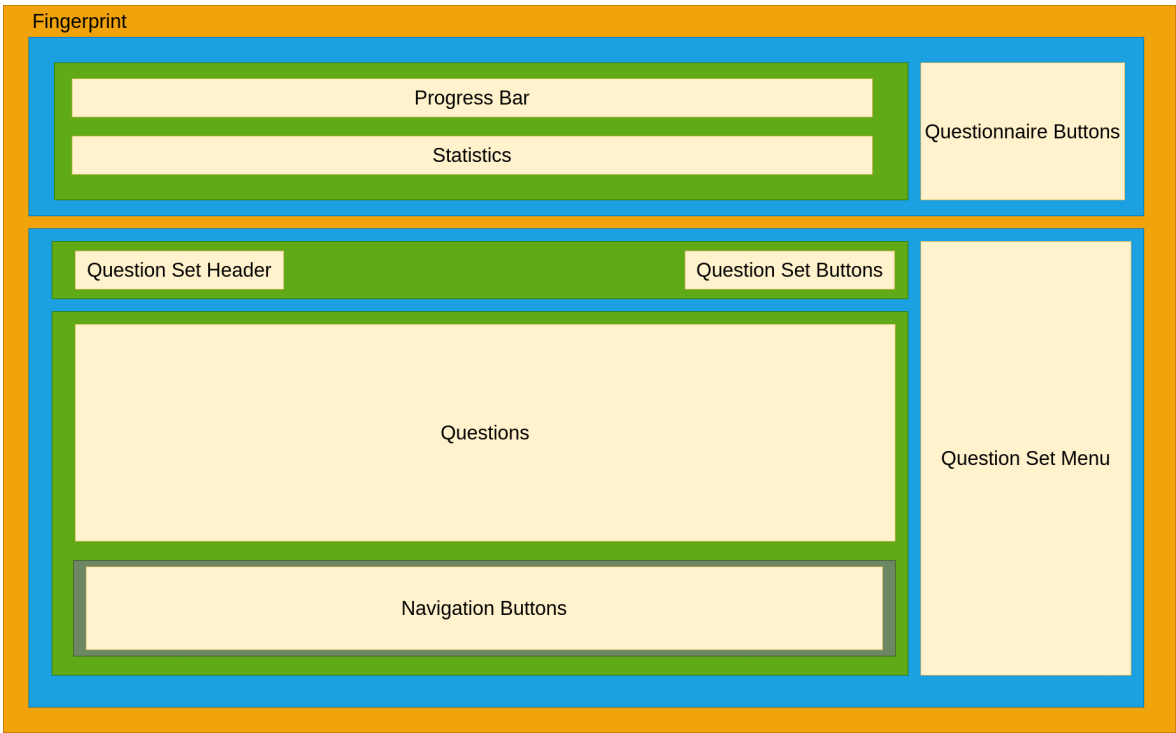 Fingerprint
Progress Bar
Statistics
Questionnaire Buttons
Question Set Header
Question Set Buttons
Questions
Question Set Menu
Navigation Buttons